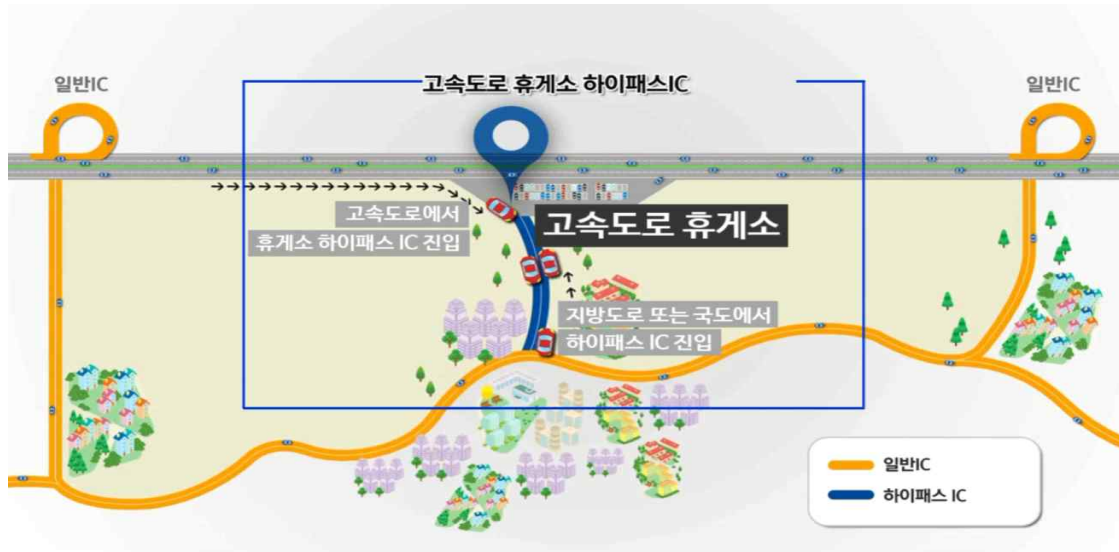 일반IC
고속도로 휴게소 하이패스IC
일반IC
고속도로에서
휴게소 하이패스 IC 진입
고속도로 휴게소
지방도로 또는 국도에서
하이패스 IC 진입
일반IC
하이패스 IC